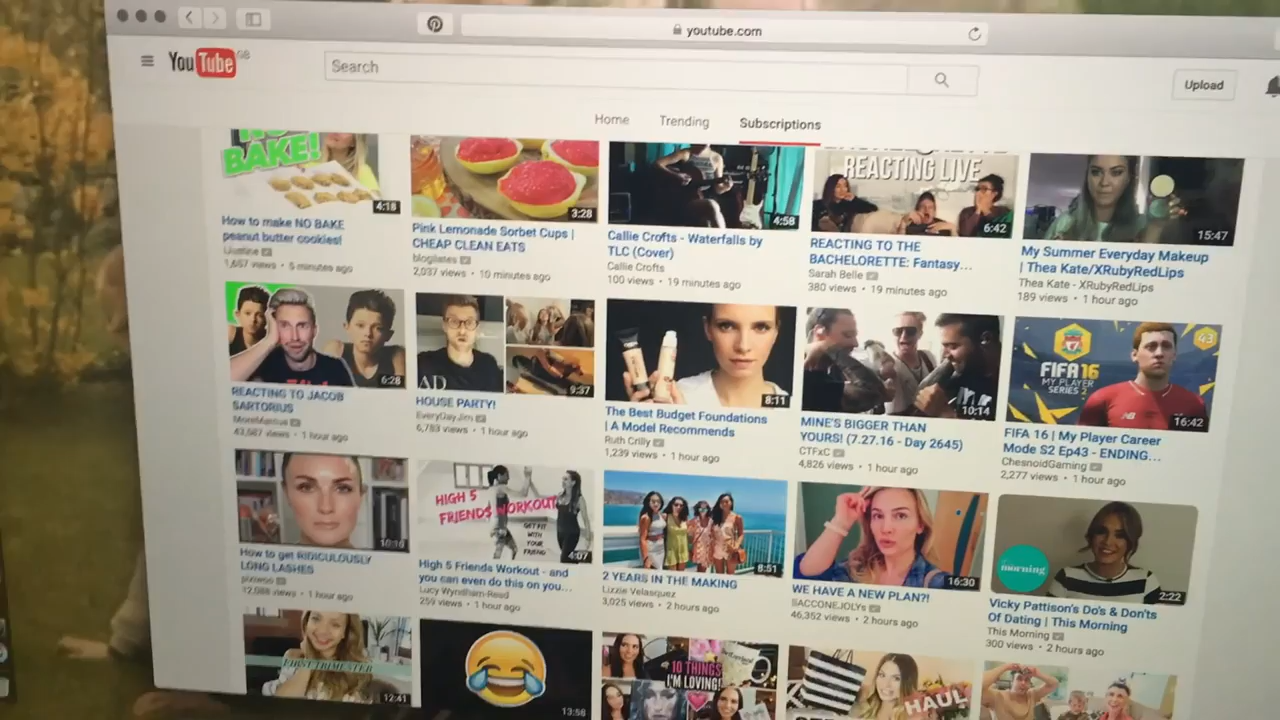 youtube.com
YouTube GB
Search
Upload
Home Trending Subscriptions
BAKE!
4:18
How to make NO BAKE
peanut butter cookies!
iJustine
1,657 views • 5 minutes ago
3:28
Pink Lemonade Sorbet Cups |
CHEAP CLEAN EATS
blogilates
2,037 views • 10 minutes ago
4:58
Callie Crofts - Waterfalls by
TLC (Cover)
Callie Crofts
100 views • 19 minutes ago
REACTING LIVE
6:42
REACTING TO THE
BACHELORETTE: Fantasy...
Sarah Belle
380 views • 19 minutes ago
15:47
My Summer Everyday Makeup
| Thea Kate/XRubyRedLips
Thea Kate - XRubyRedLips
189 views • 1 hour ago
6:28
REACTING TO JACOB
SARTORIUS
MoreMarcus
43,587 views • 1 hour ago
AD
9:37
HOUSE PARTY!
EveryDayJim
6,783 views • 1 hour ago
8:11
The Best Budget Foundations
| A Model Recommends
Ruth Crilly
1,239 views • 1 hour ago
10:14
MINE'S BIGGER THAN
YOURS! (7.27.16 - Day 2645)
CTFxC
4,826 views • 1 hour ago
43
FIFA 16
MY PLAYER
SERIES 2
16:42
FIFA 16 | My Player Career
Mode S2 Ep43 - ENDING...
ChesnoidGaming
2,277 views • 1 hour ago
How to get RIDICULOUSLY
LONG LASHES
pixiwoo
12,088 views • 1 hour ago
HIGH 5
FRIENDS WORKOUT
GET FIT
WITH
YOUR
FRIEND
4:07
High 5 Friends Workout - and
you can even do this on you...
Lucy Wyndham-Read
259 views • 1 hour ago
8:51
2 YEARS IN THE MAKING
Lizzie Velasquez
3,025 views • 2 hours ago
16:30
WE HAVE A NEW PLAN?!
SACCONEJOLYs
46,352 views • 2 hours ago
morning
2:22
Vicky Pattison's Do's & Don'ts
Of Dating | This Morning
This Morning
300 views • 2 hours ago
FIRST TRIMESTER
12:41
13:56
10 THINGS
I'M LOVING!
HAUL